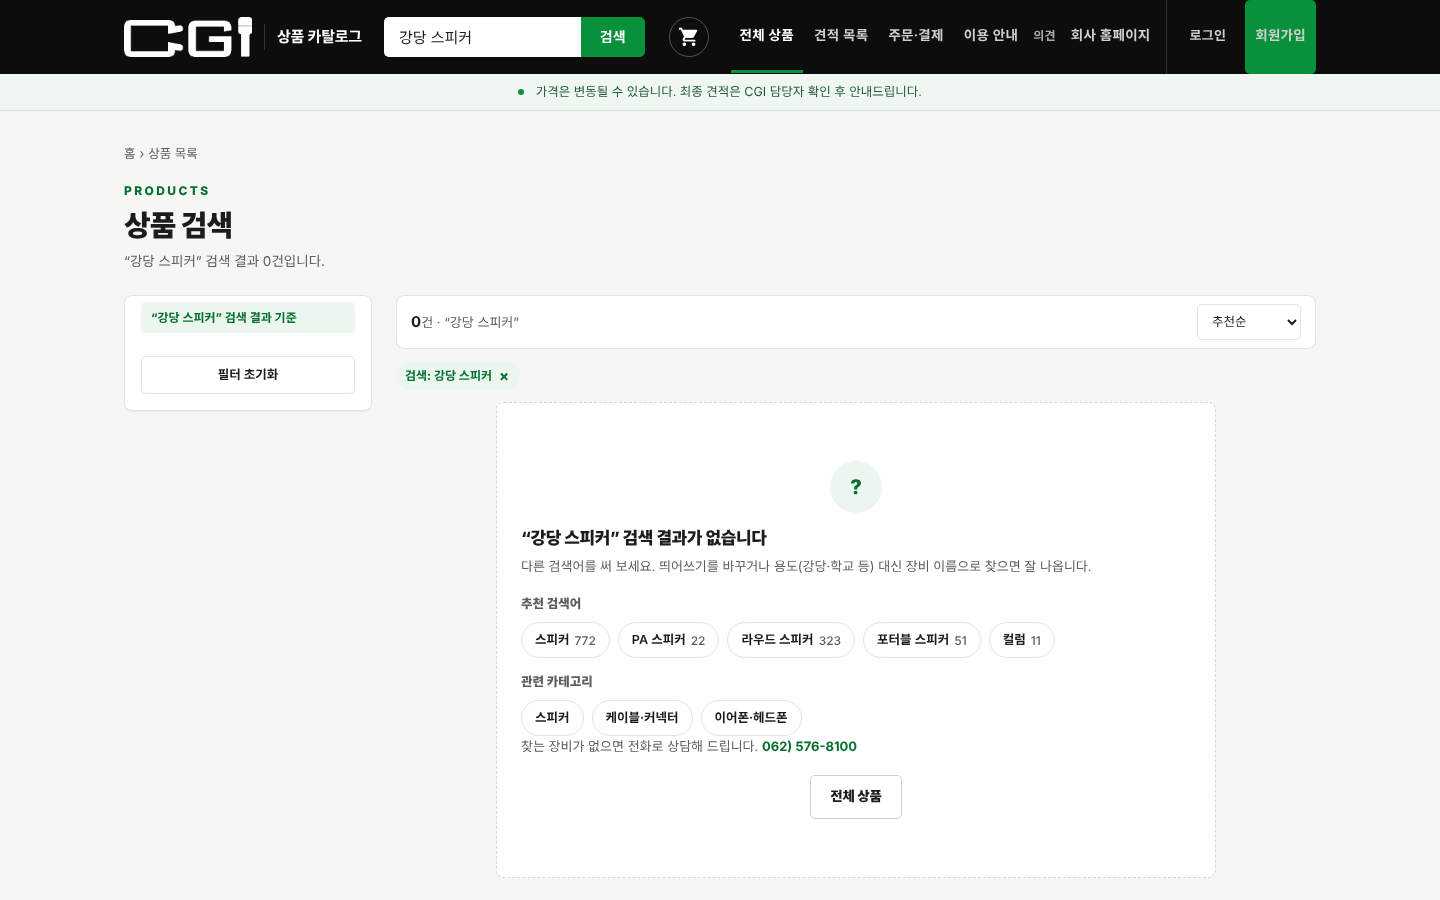 CGI 상품 카탈로그 강당 스피커 검색 전체 상품 견적 목록 주문·결제 이용 안내 의견 회사 홈페이지 로그인 회원가입
가격은 변동될 수 있습니다. 최종 견적은 CGI 담당자 확인 후 안내드립니다.
홈 › 상품 목록
PRODUCTS
상품 검색
“강당 스피커” 검색 결과 0건입니다.
“강당 스피커” 검색 결과 기준
필터 초기화
0건 · “강당 스피커”
추천순
검색: 강당 스피커 ×
?
“강당 스피커” 검색 결과가 없습니다
다른 검색어를 써 보세요. 띄어쓰기를 바꾸거나 용도(강당·학교 등) 대신 장비 이름으로 찾으면 잘 나옵니다.
추천 검색어
스피커 772 PA 스피커 22 라우드 스피커 323 포터블 스피커 51 컬럼 11
관련 카테고리
스피커 케이블·커넥터 이어폰·헤드폰
찾는 장비가 없으면 전화로 상담해 드립니다. 062) 576-8100
전체 상품